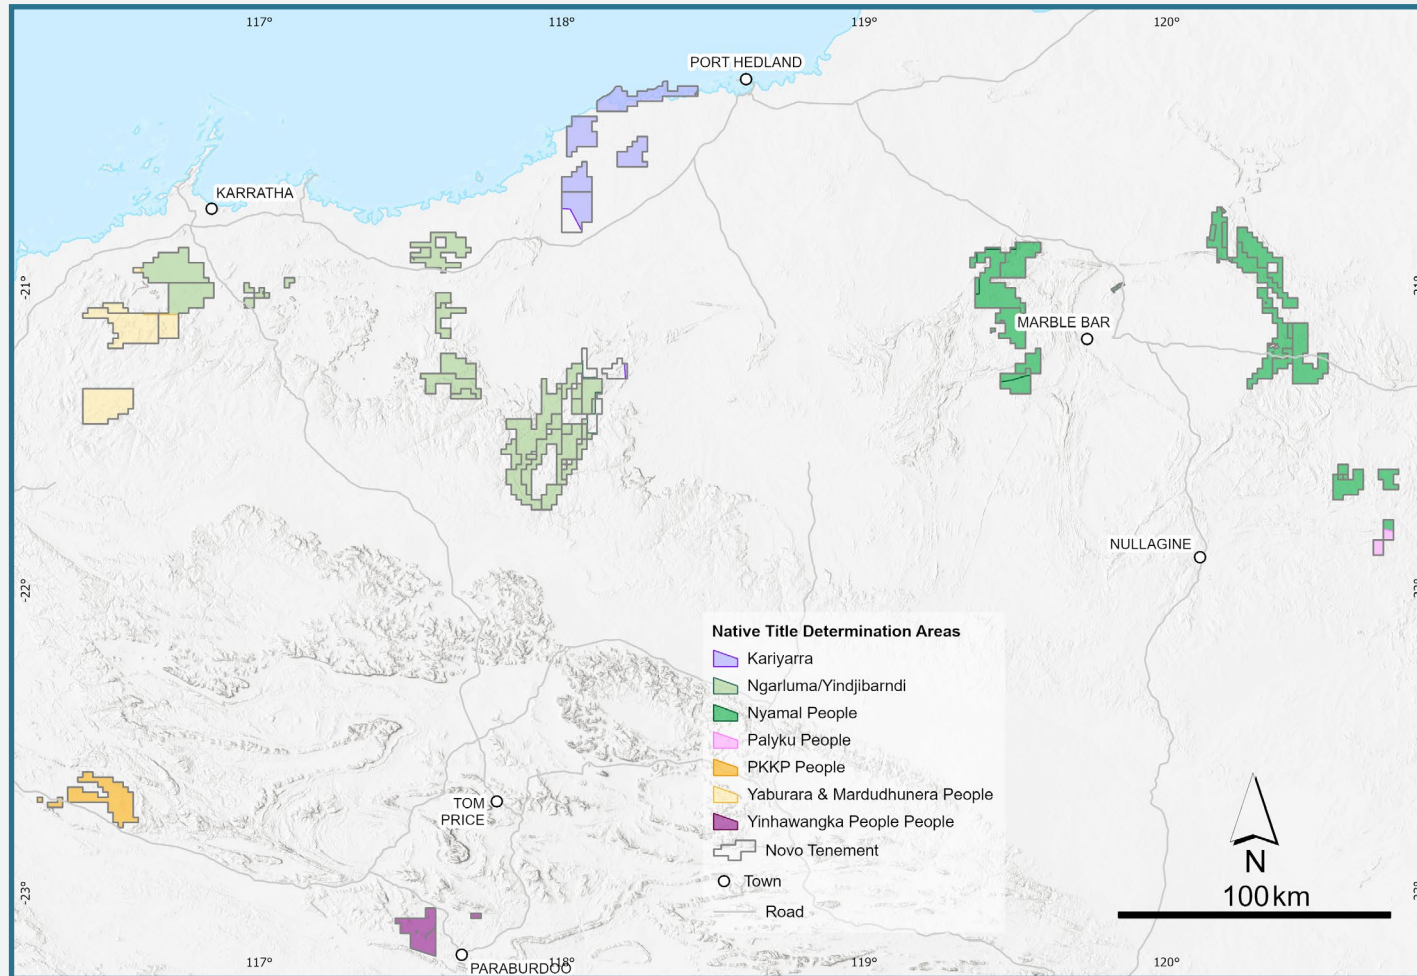 117°
118°
119°
120°
PORT HEDLAND
KARRATHA
-21°
MARBLE BAR
NULLAGINE
-22°
Native Title Determination Areas
Kariyarra
Ngarluma/Yindjibarndi
Nyamal People
Palyku People
PKKP People
Yaburara & Mardudhunera People
Yinhawangka People People
Novo Tenement
Town
Road
TOM
PRICE
N
100 km
-23°
PARABURDOO
117°
118°
119°
120°